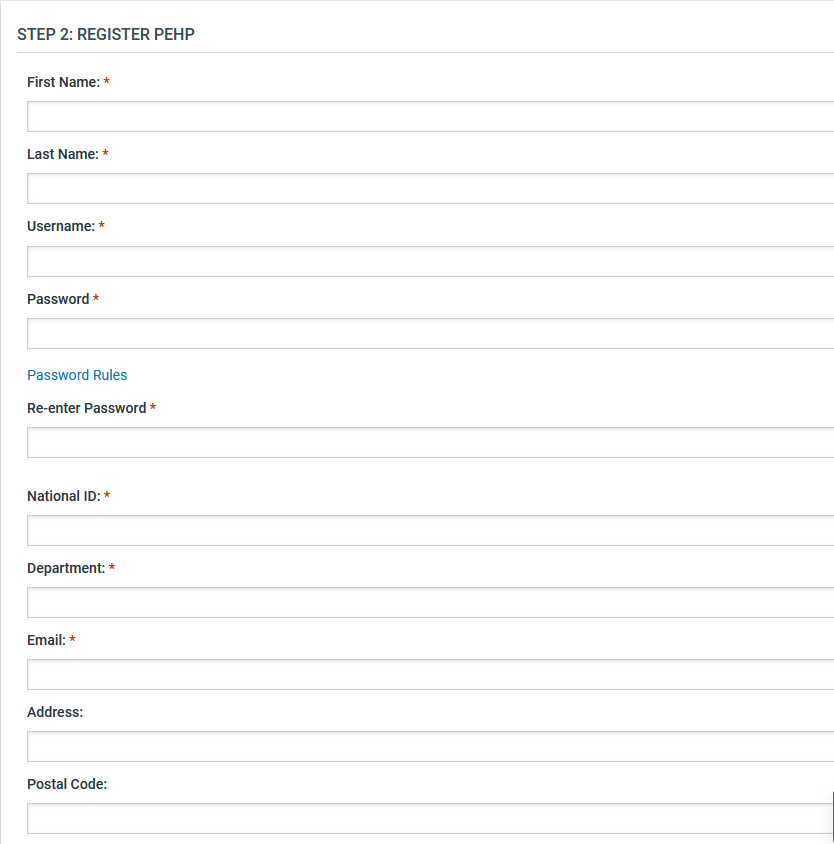 STEP 2: REGISTER PEHP
First Name: *
Last Name: *
Username: *
Password *
Password Rules
Re-enter Password *
National ID: *
Department: *
Email: *
Address:
Postal Code: